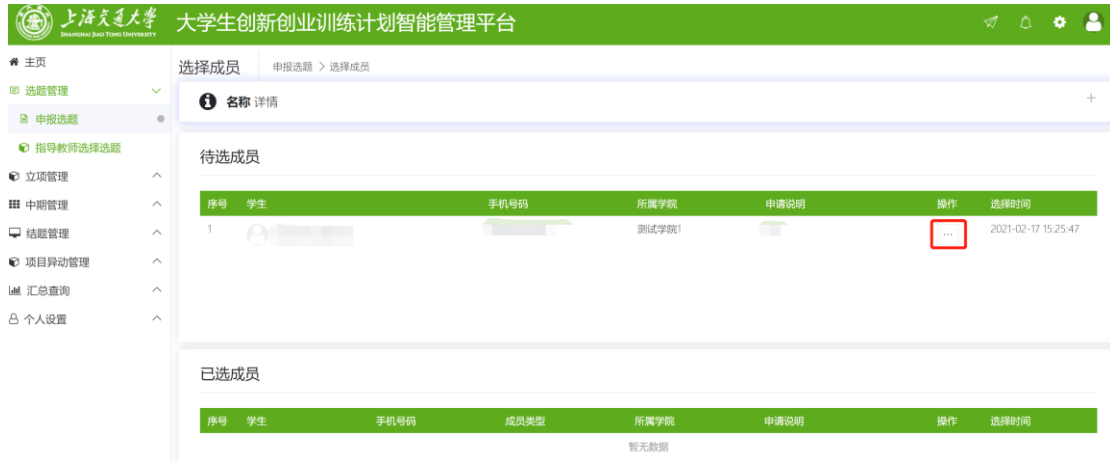 上海交通大学 大学生创新创业训练计划智能管理平台
SHANGHAI JIAO TONG UNIVERSITY
主页
选题管理
申报选题
指导教师选择选题
立项管理
中期管理
结题管理
项目异动管理
汇总查询
个人设置
选择成员 申报选题 > 选择成员
名称 详情
待选成员
序号 学生 手机号码 所属学院 申请说明 操作 选择时间
1 测试学院1 ... 2021-02-17 15:25:47
已选成员
序号 学生 手机号码 成员类型 所属学院 申请说明 操作 选择时间
暂无数据